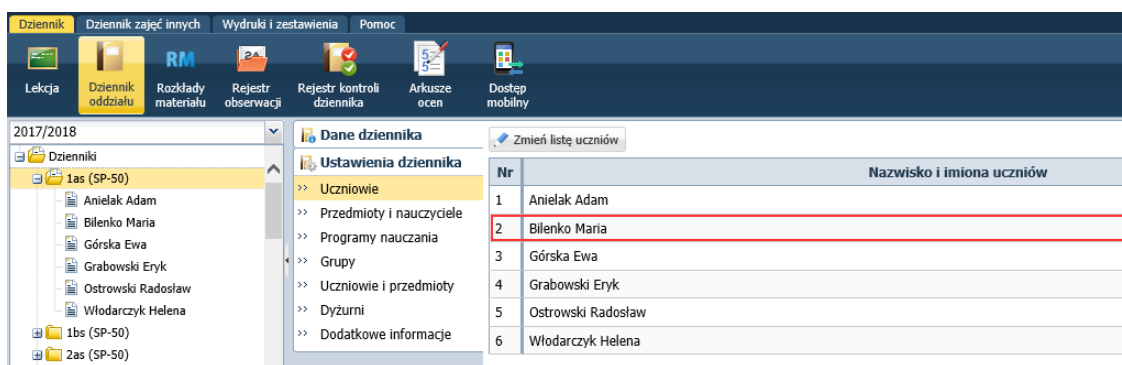 Dziennik Dziennik zajęć innych Wydruki i zestawienia Pomoc
Lekcja Dziennik oddziału RM Rozkłady materiału Rejestr obserwacji Rejestr kontroli dziennika Arkusze ocen Dostęp mobilny
2017/2018
Dzienniki
1as (SP-50)
Anielak Adam
Bilenko Maria
Górska Ewa
Grabowski Eryk
Ostrowski Radosław
Włodarczyk Helena
1bs (SP-50)
2as (SP-50)
Dane dziennika
Ustawienia dziennika
Uczniowie
Przedmioty i nauczyciele
Programy nauczania
Grupy
Uczniowie i przedmioty
Dyżurni
Dodatkowe informacje
Zmień listę uczniów
Nr Nazwisko i imiona uczniów
1 Anielak Adam
2 Bilenko Maria
3 Górska Ewa
4 Grabowski Eryk
5 Ostrowski Radosław
6 Włodarczyk Helena